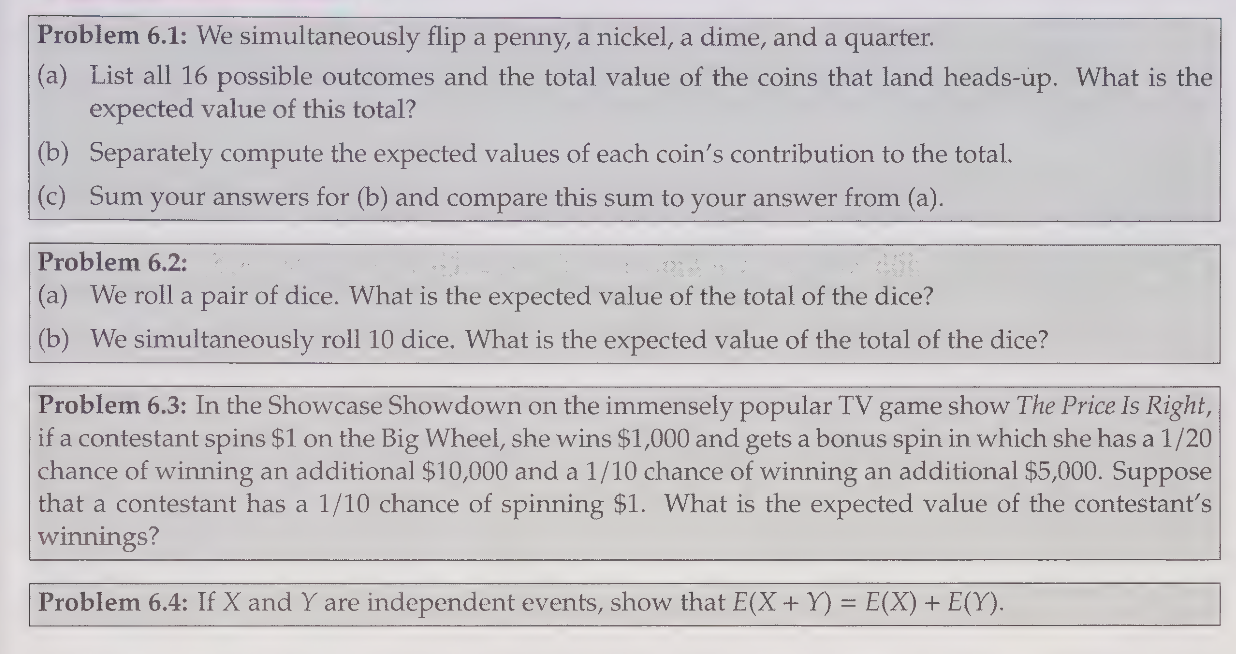 Problem 6.1: We simultaneously flip a penny, a nickel, a dime, and a quarter.
(a) List all 16 possible outcomes and the total value of the coins that land heads-up. What is the
expected value of this total?
(b) Separately compute the expected values of each coin's contribution to the total.
(c) Sum your answers for (b) and compare this sum to your answer from (a).
Problem 6.2:
(a) We roll a pair of dice. What is the expected value of the total of the dice?
(b) We simultaneously roll 10 dice. What is the expected value of the total of the dice?
Problem 6.3: In the Showcase Showdown on the immensely popular TV game show The Price Is Right,
if a contestant spins $1 on the Big Wheel, she wins $1,000 and gets a bonus spin in which she has a 1/20
chance of winning an additional $10,000 and a 1/10 chance of winning an additional $5,000. Suppose
that a contestant has a 1/10 chance of spinning $1. What is the expected value of the contestant's
winnings?
Problem 6.4: If X and Y are independent events, show that E(X + Y) = E(X) + E(Y).